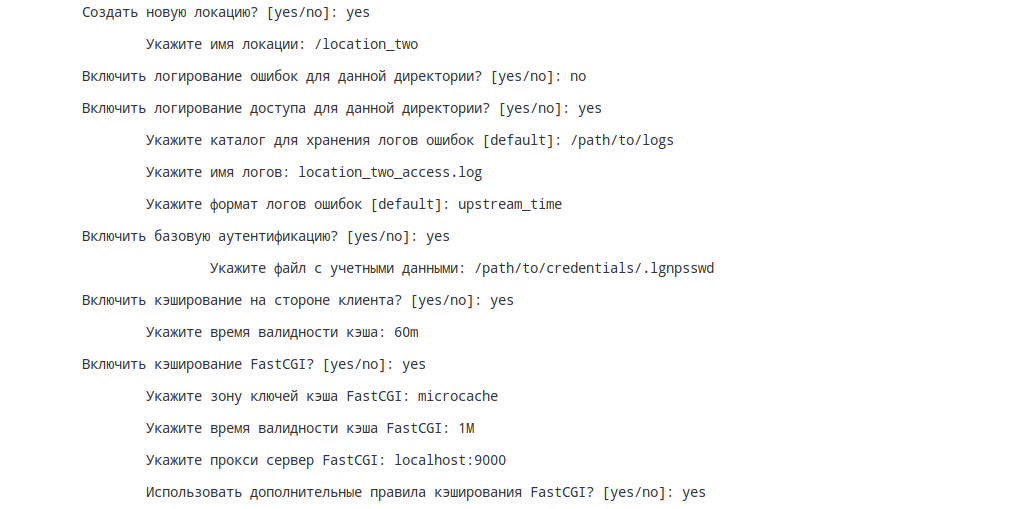 Создать новую локацию? [yes/no]: yes
Укажите имя локации: /location_two
Включить логирование ошибок для данной директории? [yes/no]: no
Включить логирование доступа для данной директории? [yes/no]: yes
Укажите каталог для хранения логов ошибок [default]: /path/to/logs
Укажите имя логов: location_two_access.log
Укажите формат логов ошибок [default]: upstream_time
Включить базовую аутентификацию? [yes/no]: yes
Укажите файл с учетными данными: /path/to/credentials/.lgnpsswd
Включить кэширование на стороне клиента? [yes/no]: yes
Укажите время валидности кэша: 60m
Включить кэширование FastCGI? [yes/no]: yes
Укажите зону ключей кэша FastCGI: microcache
Укажите время валидности кэша FastCGI: 1M
Укажите прокси сервер FastCGI: localhost:9000
Использовать дополнительные правила кэширования FastCGI? [yes/no]: yes